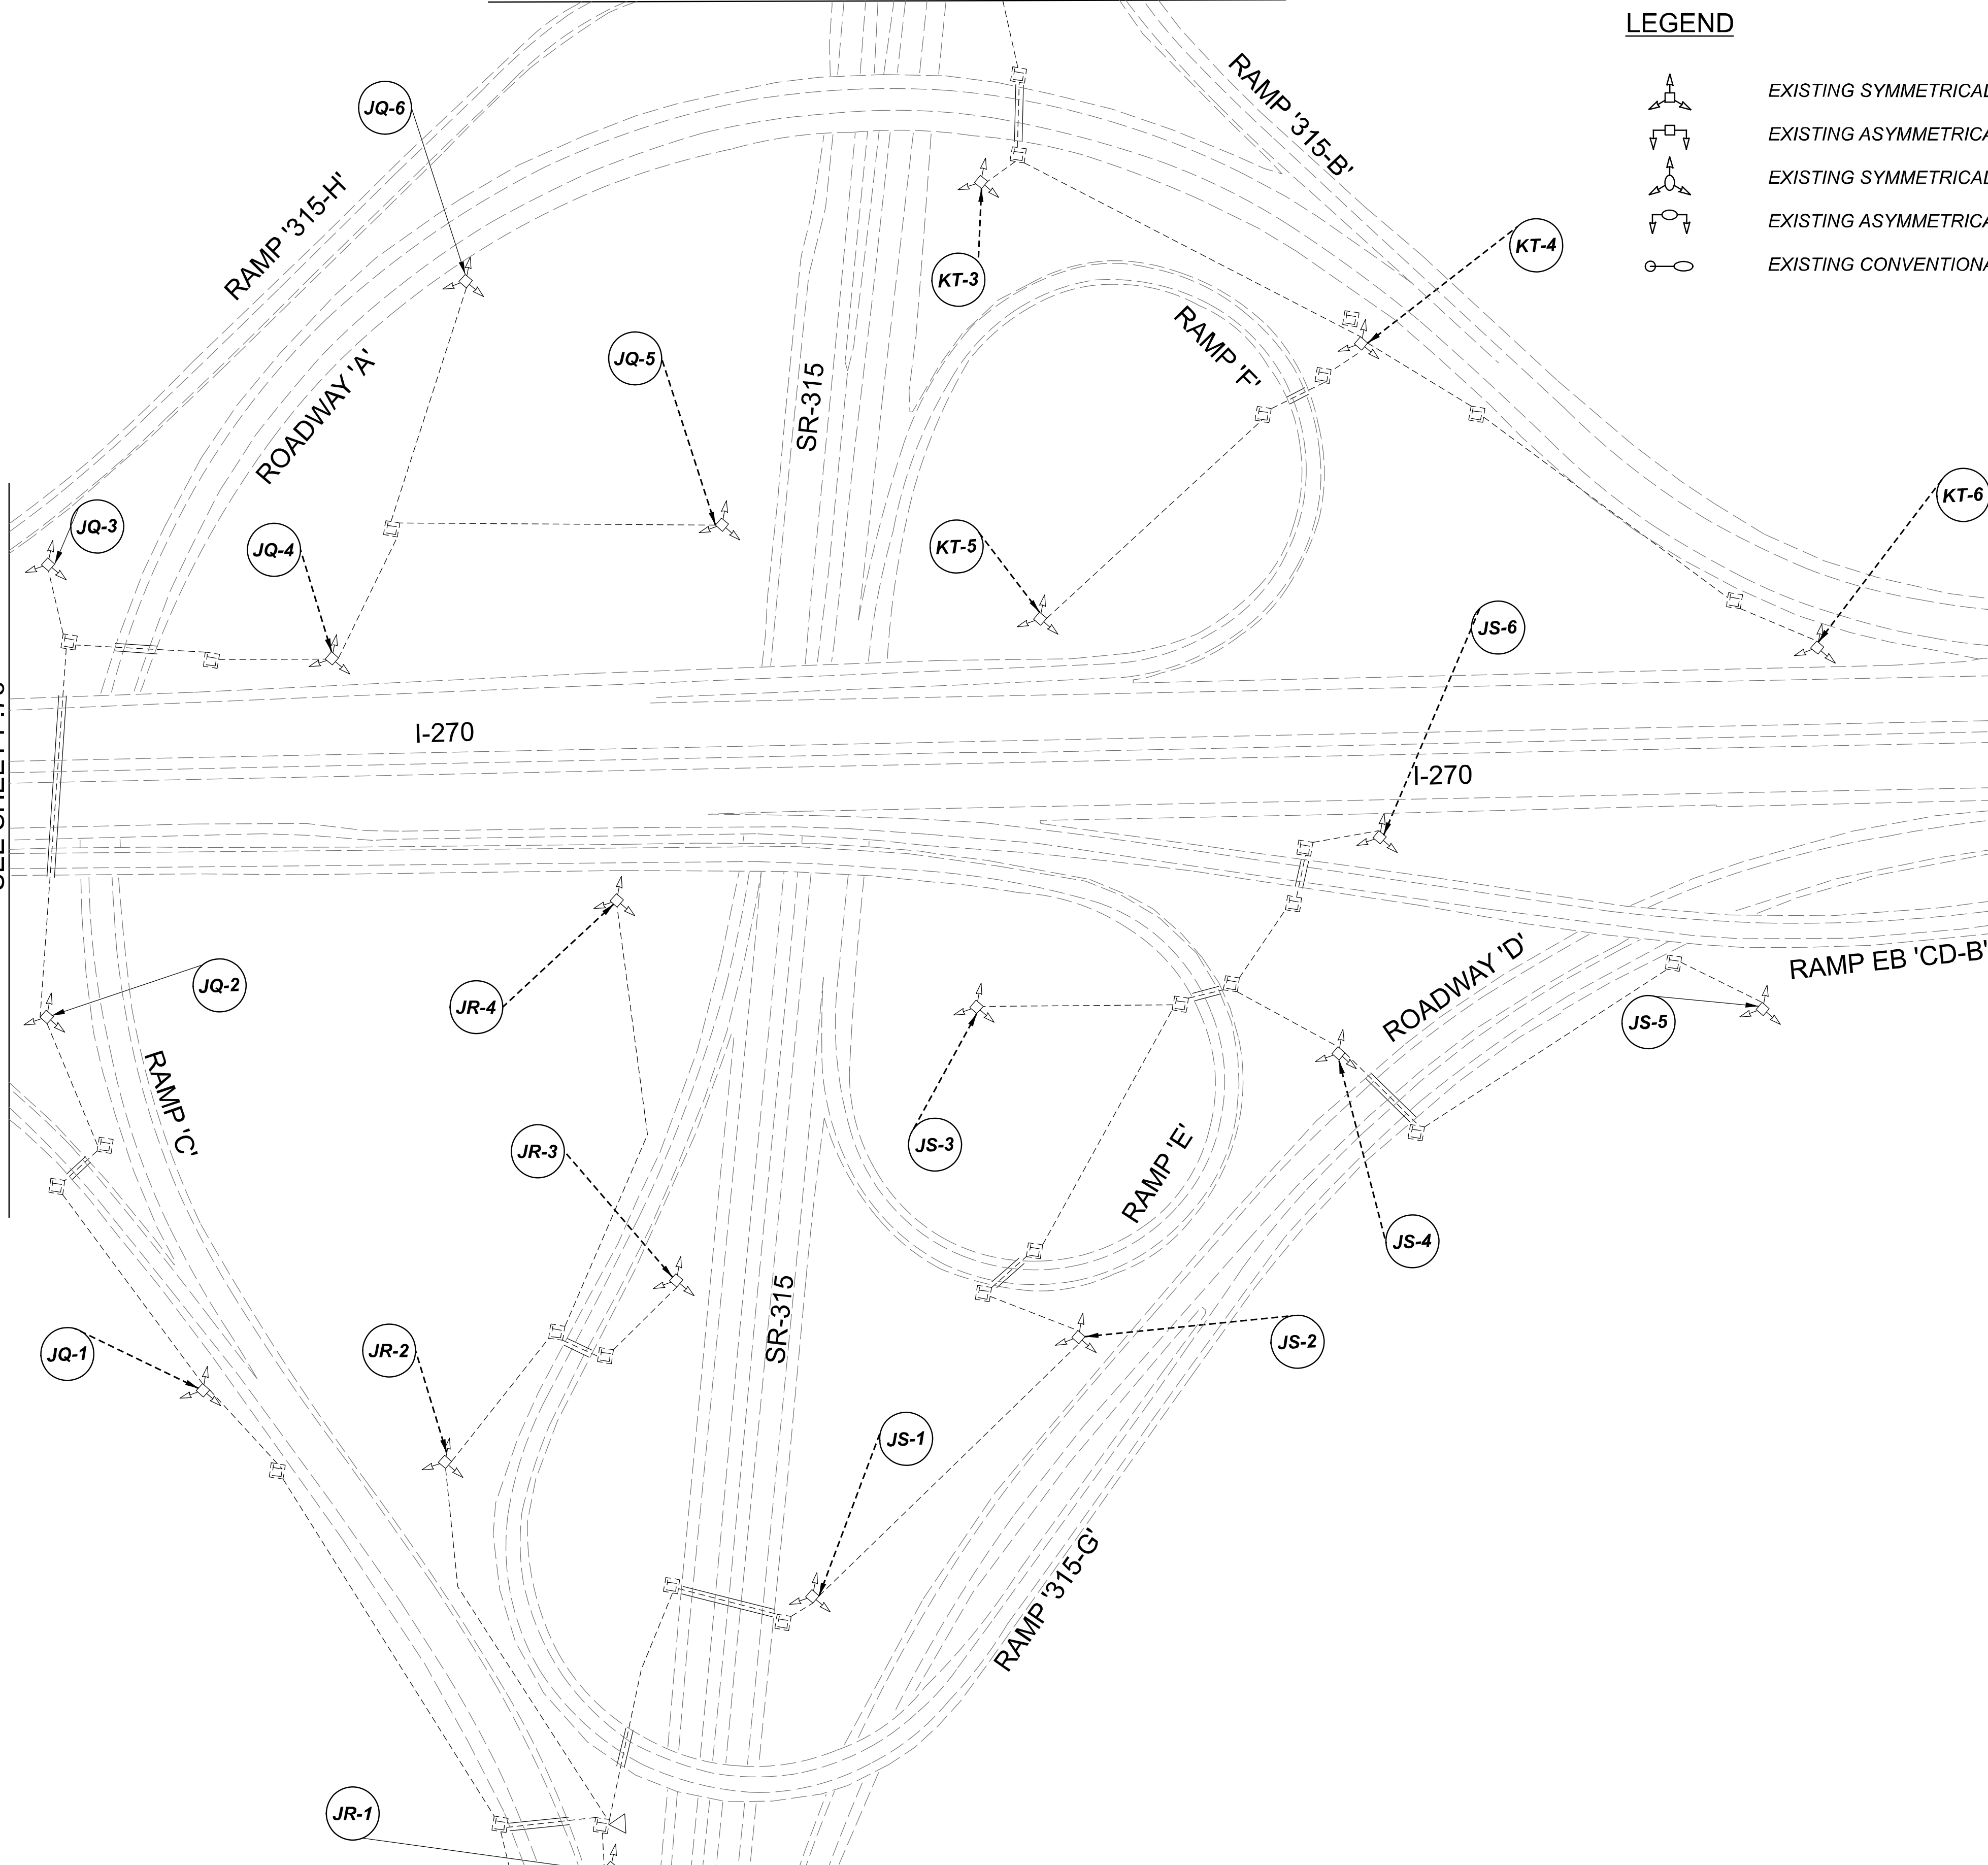 LEGEND
EXISTING SYMMETRICAL
EXISTING ASYMMETRICA
EXISTING SYMMETRICAL
EXISTING ASYMMETRICA
EXISTING CONVENTIONA
RAMP '315-B'
JQ-6
RAMP '315-H'
KT-3
KT-4
JQ-5
RAMP 'F'
SR-315
ROADWAY 'A'
KT-6
JQ-3
JQ-4
KT-5
JS-6
I-270
I-270
JQ-2
JR-4
ROADWAY 'D'
RAMP EB 'CD-B'
JS-5
RAMP 'C'
JR-3
JS-3
RAMP 'E'
JS-4
SR-315
JQ-1
JR-2
JS-2
JS-1
RAMP '315-G'
JR-1